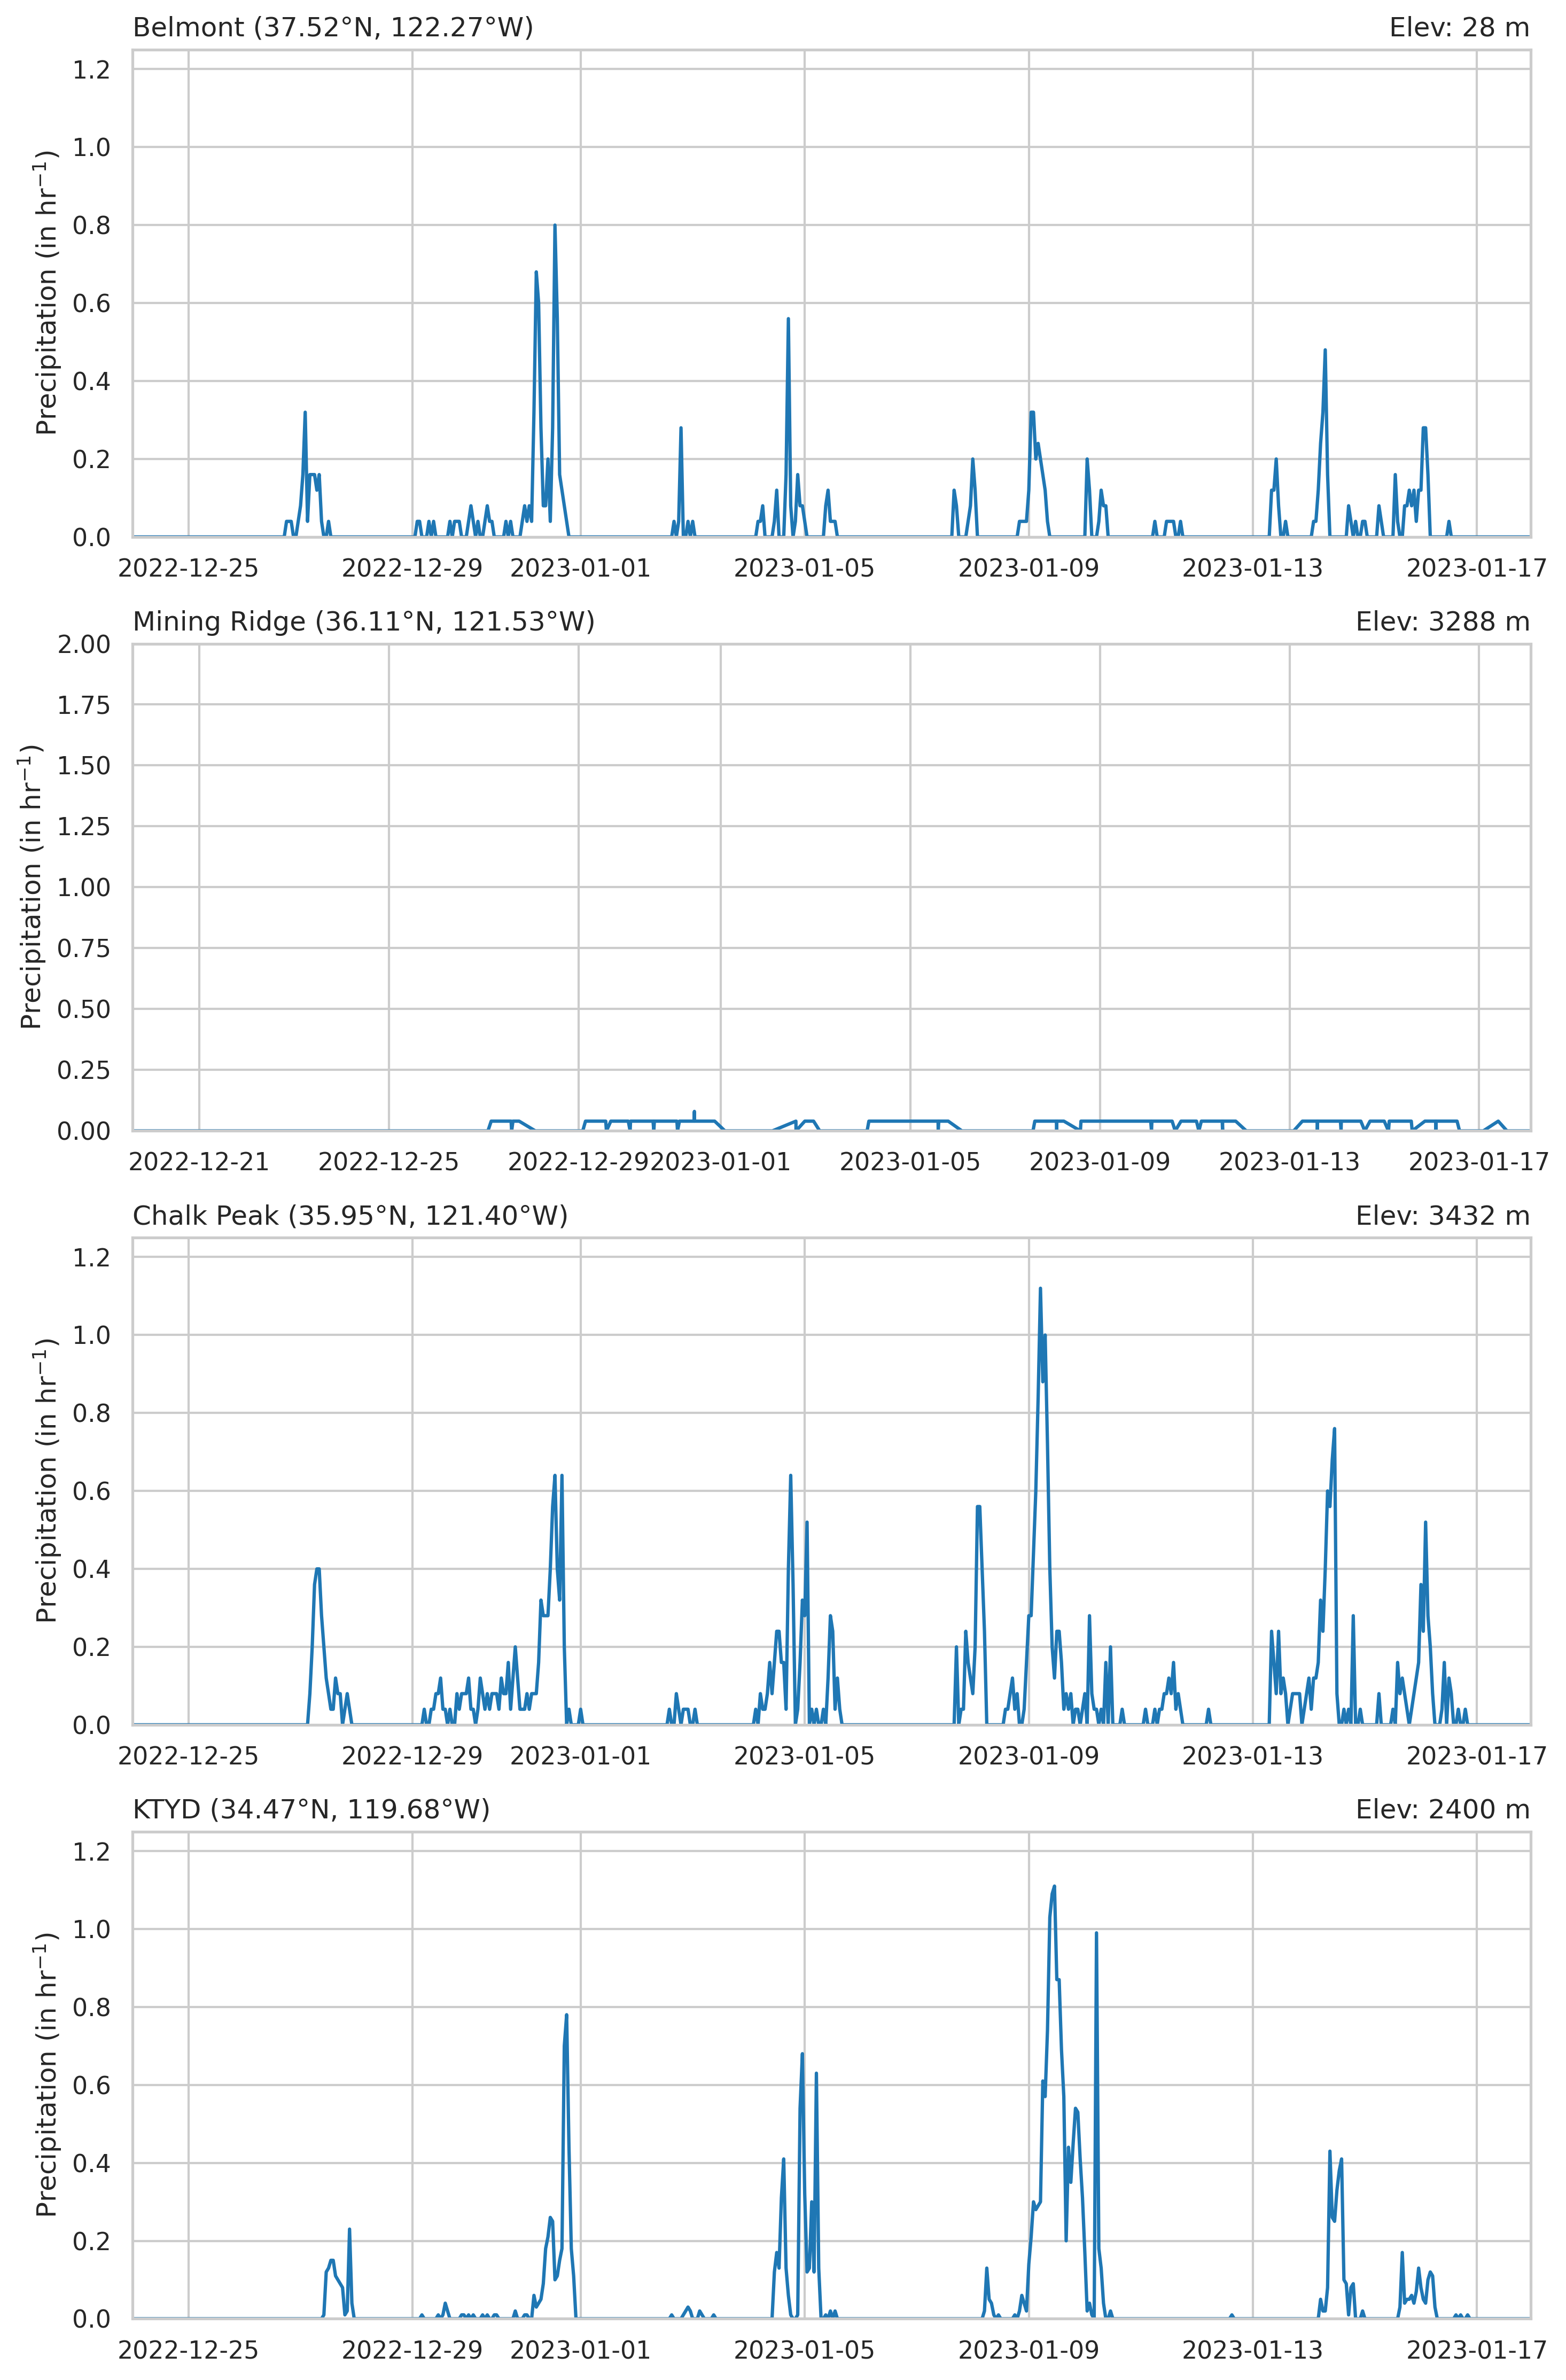 Belmont (37.52°N, 122.27°W) Elev: 28 m
Precipitation (in hr⁻¹)
1.2
1.0
0.8
0.6
0.4
0.2
0.0
2022-12-25 2022-12-29 2023-01-01 2023-01-05 2023-01-09 2023-01-13 2023-01-17
Mining Ridge (36.11°N, 121.53°W) Elev: 3288 m
Precipitation (in hr⁻¹)
2.00
1.75
1.50
1.25
1.00
0.75
0.50
0.25
0.00
2022-12-21 2022-12-25 2022-12-29 2023-01-01 2023-01-05 2023-01-09 2023-01-13 2023-01-17
Chalk Peak (35.95°N, 121.40°W) Elev: 3432 m
Precipitation (in hr⁻¹)
1.2
1.0
0.8
0.6
0.4
0.2
0.0
2022-12-25 2022-12-29 2023-01-01 2023-01-05 2023-01-09 2023-01-13 2023-01-17
KTYD (34.47°N, 119.68°W) Elev: 2400 m
Precipitation (in hr⁻¹)
1.2
1.0
0.8
0.6
0.4
0.2
0.0
2022-12-25 2022-12-29 2023-01-01 2023-01-05 2023-01-09 2023-01-13 2023-01-17